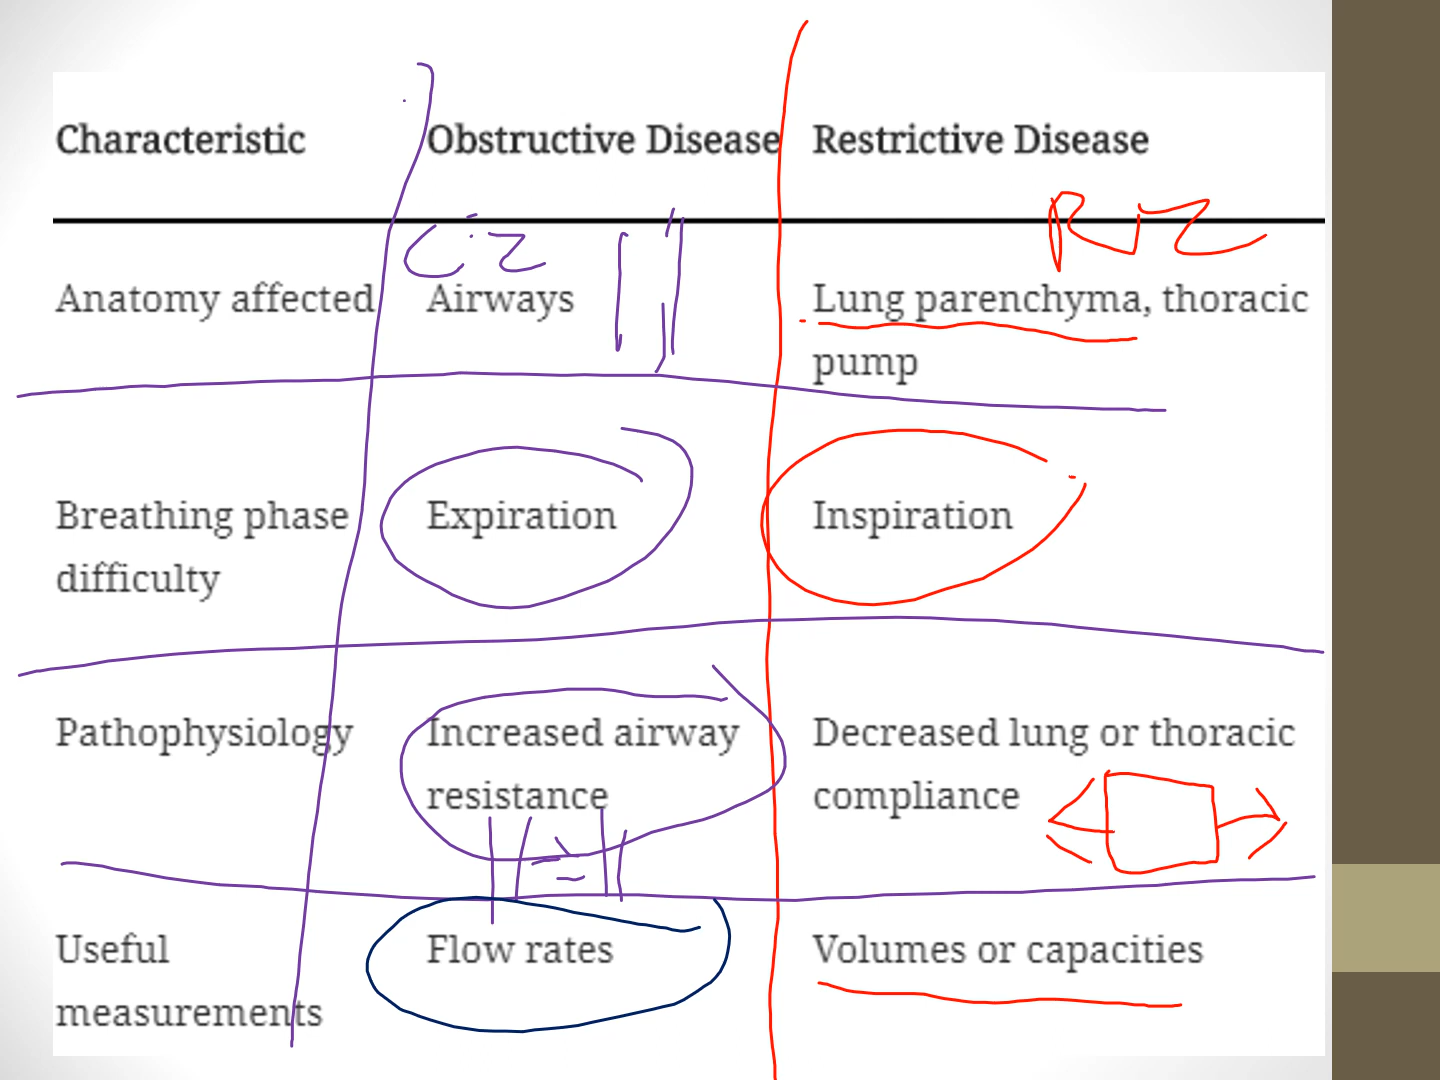 Characteristic Obstructive Disease Restrictive Disease
Anatomy affected Airways Lung parenchyma, thoracic
pump
Breathing phase Expiration Inspiration
difficulty
Pathophysiology Increased airway Decreased lung or thoracic
resistance compliance
Useful Flow rates Volumes or capacities
measurements